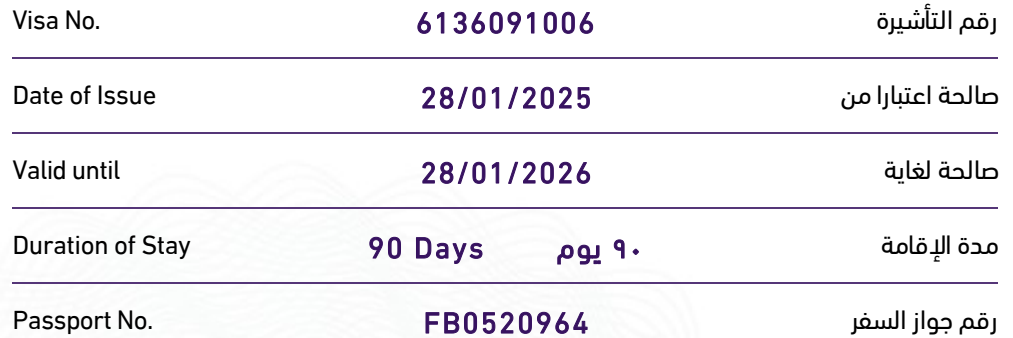 Visa No. 6136091006 رقم التأشيرة
Date of Issue 28/01/2025 صالحة اعتبارا من
Valid until 28/01/2026 صالحة لغاية
Duration of Stay 90 Days ٩٠ يوم مدة الإقامة
Passport No. FB0520964 رقم جواز السفر